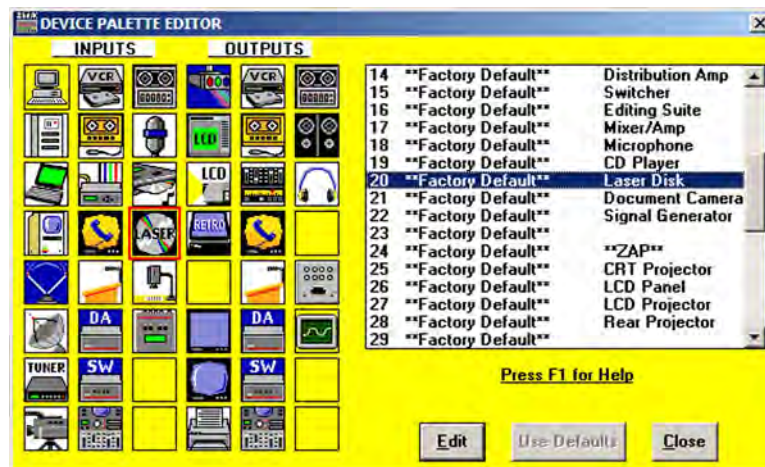 DEVICE PALETTE EDITOR
INPUTS OUTPUTS
VCR VCR
LCD
LCD
LASER RETRO
DA DA
TUNER SW SW
14 **Factory Default** Distribution Amp
15 **Factory Default** Switcher
16 **Factory Default** Editing Suite
17 **Factory Default** Mixer/Amp
18 **Factory Default** Microphone
19 **Factory Default** CD Player
20 **Factory Default** Laser Disk
21 **Factory Default** Document Camera
22 **Factory Default** Signal Generator
23 **Factory Default**
24 **Factory Default** **ZAP**
25 **Factory Default** CRT Projector
26 **Factory Default** LCD Panel
27 **Factory Default** LCD Projector
28 **Factory Default** Rear Projector
29 **Factory Default**
Press F1 for Help
Edit Use Defaults Close